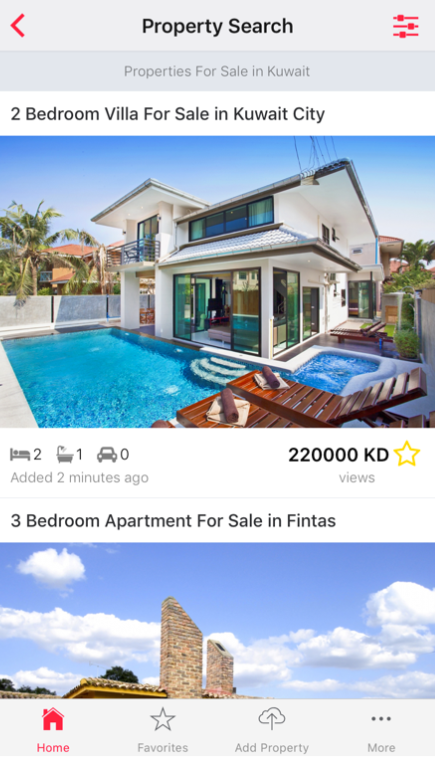 Property Search
Properties For Sale in Kuwait
2 Bedroom Villa For Sale in Kuwait City
2 1 0 220000 KD
Added 2 minutes ago views
3 Bedroom Apartment For Sale in Fintas
Home Favorites Add Property More